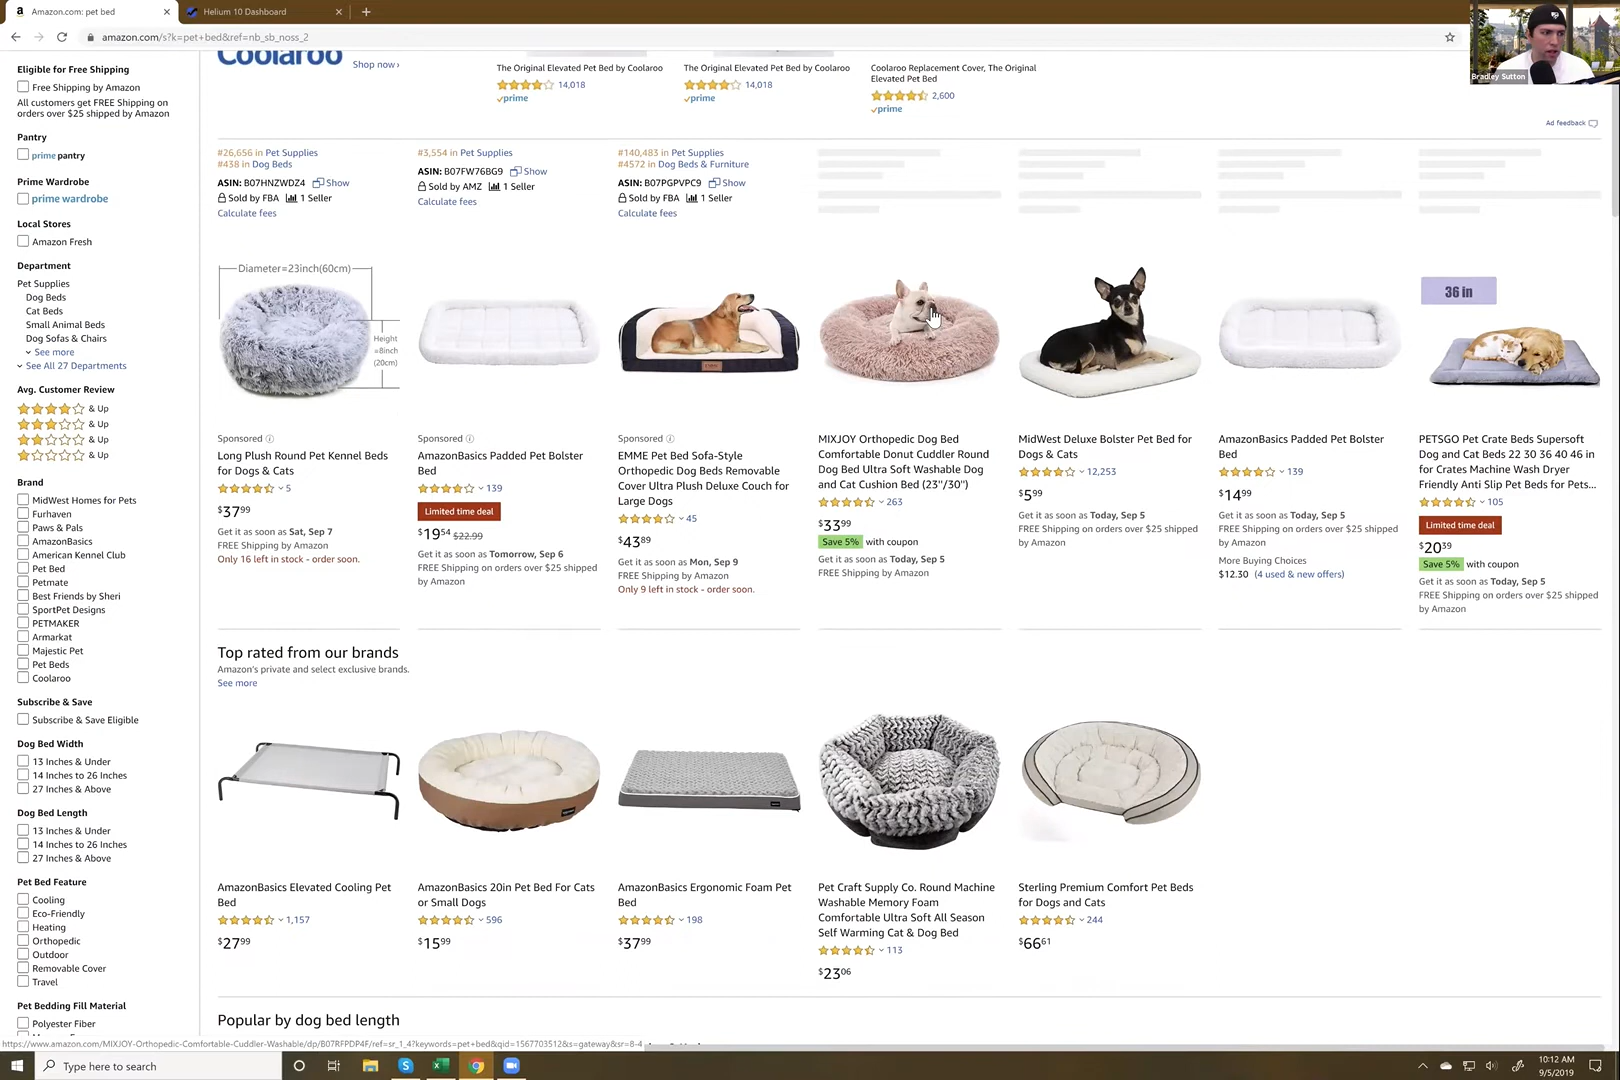 Amazon.com: pet bed
Helium 10 Dashboard
amazon.com/s?k=pet+bed&ref=nb_sb_noss_2
Bradley Sutton
Eligible for Free Shipping
Free Shipping by Amazon
All customers get FREE Shipping on
orders over $25 shipped by Amazon
Pantry
prime pantry
Prime Wardrobe
prime wardrobe
Local Stores
Amazon Fresh
Department
Pet Supplies
Dog Beds
Cat Beds
Small Animal Beds
Dog Sofas & Chairs
See more
See All 27 Departments
Avg. Customer Review
& Up
& Up
& Up
& Up
Brand
MidWest Homes for Pets
Furhaven
Paws & Pals
AmazonBasics
American Kennel Club
Pet Bed
Petmate
Best Friends by Sheri
SportPet Designs
PETMAKER
Armarkat
Majestic Pet
Pet Beds
Coolaroo
Subscribe & Save
Subscribe & Save Eligible
Dog Bed Width
13 Inches & Under
14 Inches to 26 Inches
27 Inches & Above
Dog Bed Length
13 Inches & Under
14 Inches to 26 Inches
27 Inches & Above
Pet Bed Feature
Cooling
Eco-Friendly
Heating
Orthopedic
Outdoor
Removable Cover
Travel
Pet Bedding Fill Material
Polyester Fiber
Coolaroo
Shop now ›
The Original Elevated Pet Bed by Coolaroo
14,018
prime
The Original Elevated Pet Bed by Coolaroo
14,018
prime
Coolaroo Replacement Cover, The Original
Elevated Pet Bed
2,600
prime
Ad feedback
#26,656 in Pet Supplies
#438 in Dog Beds
ASIN: B07HNZWDZ4 Show
Sold by FBA 1 Seller
Calculate fees
Diameter=23inch(60cm)
Height
=8inch
(20cm)
Sponsored
Long Plush Round Pet Kennel Beds
for Dogs & Cats
5
$37 99
Get it as soon as Sat, Sep 7
FREE Shipping by Amazon
Only 16 left in stock - order soon.
#3,554 in Pet Supplies
ASIN: B07FW76BG9 Show
Sold by AMZ 1 Seller
Calculate fees
Sponsored
AmazonBasics Padded Pet Bolster
Bed
139
Limited time deal
$19 54 $22.99
Get it as soon as Tomorrow, Sep 6
FREE Shipping on orders over $25 shipped
by Amazon
#140,483 in Pet Supplies
#4572 in Dog Beds & Furniture
ASIN: B07PGPVPC9 Show
Sold by FBA 1 Seller
Calculate fees
Sponsored
EMME Pet Bed Sofa-Style
Orthopedic Dog Beds Removable
Cover Ultra Plush Deluxe Couch for
Large Dogs
45
$43 89
Get it as soon as Mon, Sep 9
FREE Shipping by Amazon
Only 9 left in stock - order soon.
MIXJOY Orthopedic Dog Bed
Comfortable Donut Cuddler Round
Dog Bed Ultra Soft Washable Dog
and Cat Cushion Bed (23''/30'')
263
$33 99
Save 5% with coupon
Get it as soon as Today, Sep 5
FREE Shipping by Amazon
MidWest Deluxe Bolster Pet Bed for
Dogs & Cats
12,253
$5 99
Get it as soon as Today, Sep 5
FREE Shipping on orders over $25 shipped
by Amazon
AmazonBasics Padded Pet Bolster
Bed
139
$14 99
Get it as soon as Today, Sep 5
FREE Shipping on orders over $25 shipped
by Amazon
More Buying Choices
$12.30 (4 used & new offers)
36 in
PETSGO Pet Crate Beds Supersoft
Dog and Cat Beds 22 30 36 40 46 in
for Crates Machine Wash Dryer
Friendly Anti Slip Pet Beds for Pets...
105
Limited time deal
$20 39
Save 5% with coupon
Get it as soon as Today, Sep 5
FREE Shipping on orders over $25 shipped
by Amazon
Top rated from our brands
Amazon's private and select exclusive brands.
See more
AmazonBasics Elevated Cooling Pet
Bed
1,157
$27 99
AmazonBasics 20in Pet Bed For Cats
or Small Dogs
596
$15 99
AmazonBasics Ergonomic Foam Pet
Bed
198
$37 99
Pet Craft Supply Co. Round Machine
Washable Memory Foam
Comfortable Ultra Soft All Season
Self Warming Cat & Dog Bed
113
$23 06
Sterling Premium Comfort Pet Beds
for Dogs and Cats
244
$66 61
Popular by dog bed length
https://www.amazon.com/MIXJOY-Orthopedic-Comfortable-Cuddler-Washable/dp/B07RFPDP4F/ref=sr_1_4?keywords=pet+bed&qid=1567703512&s=gateway&sr=8-4
Type here to search
10:12 AM
9/5/2019